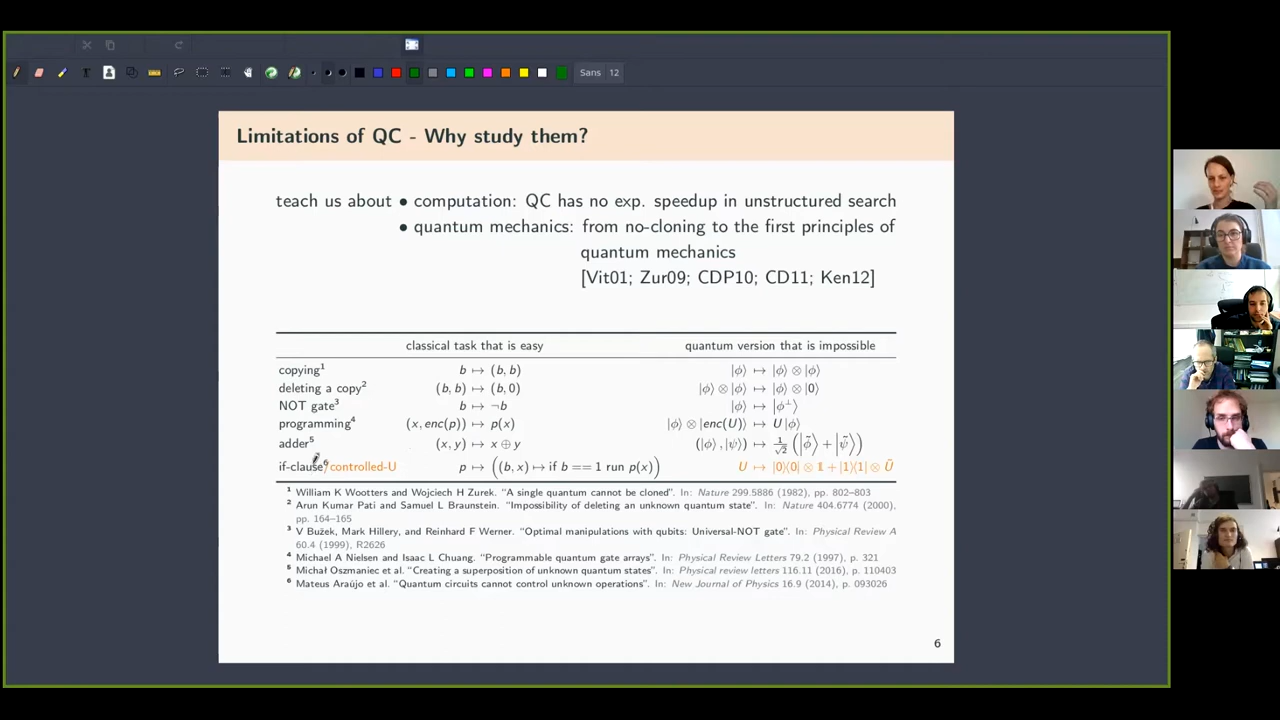 Sans 12
Limitations of QC - Why study them?
teach us about • computation: QC has no exp. speedup in unstructured search
• quantum mechanics: from no-cloning to the first principles of
quantum mechanics
[Vit01; Zur09; CDP10; CD11; Ken12]
classical task that is easy quantum version that is impossible
copying¹ b ↦ (b, b) |ϕ⟩ ↦ |ϕ⟩ ⊗ |ϕ⟩
deleting a copy² (b, b) ↦ (b, 0) |ϕ⟩ ⊗ |ϕ⟩ ↦ |ϕ⟩ ⊗ |0⟩
NOT gate³ b ↦ ¬b |ϕ⟩ ↦ |ϕ^⊥⟩
programming⁴ (x, enc(p)) ↦ p(x) |ϕ⟩ ⊗ |enc(U)⟩ ↦ U |ϕ⟩
adder⁵ (x, y) ↦ x ⊕ y (|ϕ⟩ , |ψ⟩) ↦ 1/√2 (|ϕ̃⟩ + |ψ̃⟩)
if-clause⁶/controlled-U p ↦ ((b, x) ↦ if b == 1 run p(x)) U ↦ |0⟩⟨0| ⊗ 𝟙 + |1⟩⟨1| ⊗ Ũ
¹ William K Wootters and Wojciech H Zurek. “A single quantum cannot be cloned”. In: Nature 299.5886 (1982), pp. 802–803
² Arun Kumar Pati and Samuel L Braunstein. “Impossibility of deleting an unknown quantum state”. In: Nature 404.6774 (2000),
pp. 164–165
³ V Bužek, Mark Hillery, and Reinhard F Werner. “Optimal manipulations with qubits: Universal-NOT gate”. In: Physical Review A
60.4 (1999), R2626
⁴ Michael A Nielsen and Isaac L Chuang. “Programmable quantum gate arrays”. In: Physical Review Letters 79.2 (1997), p. 321
⁵ Michał Oszmaniec et al. “Creating a superposition of unknown quantum states”. In: Physical review letters 116.11 (2016), p. 110403
⁶ Mateus Araújo et al. “Quantum circuits cannot control unknown operations”. In: New Journal of Physics 16.9 (2014), p. 093026
6